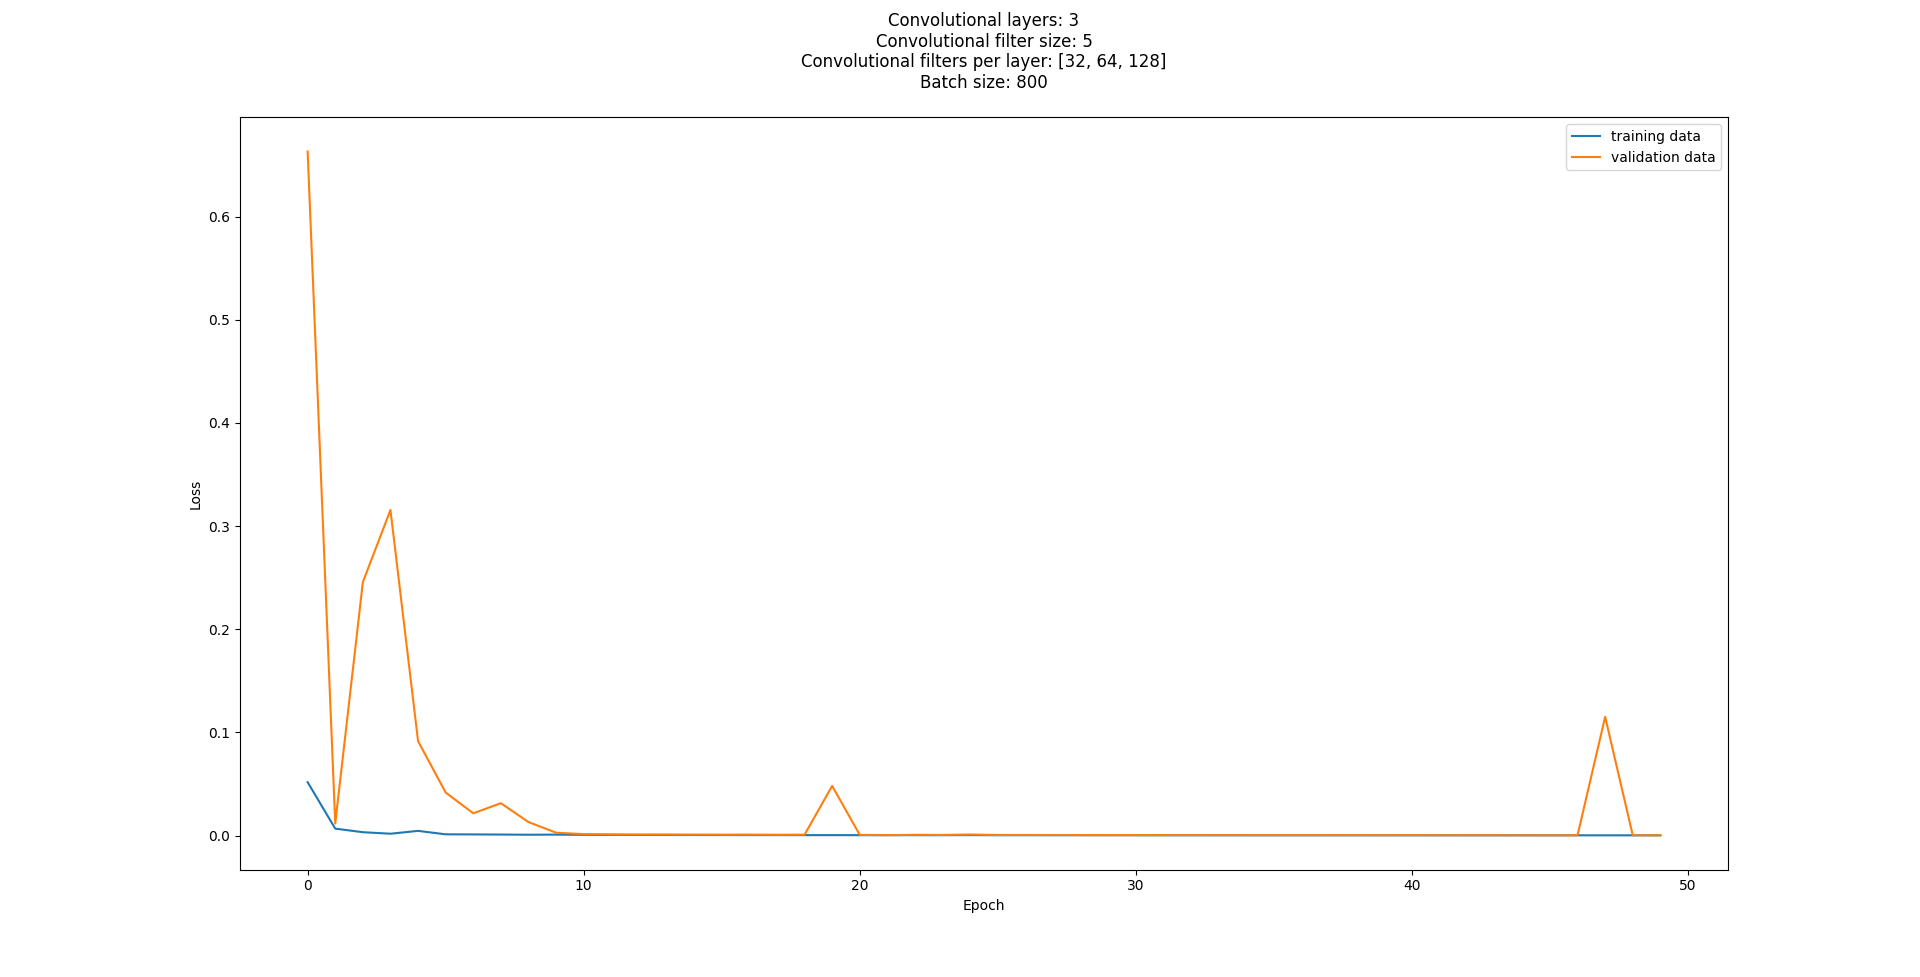 Convolutional layers: 3
Convolutional filter size: 5
Convolutional filters per layer: [32, 64, 128]
Batch size: 800
training data
validation data
0.6
0.5
0.4
0.3
0.2
0.1
0.0
Loss
0 10 20 30 40 50
Epoch